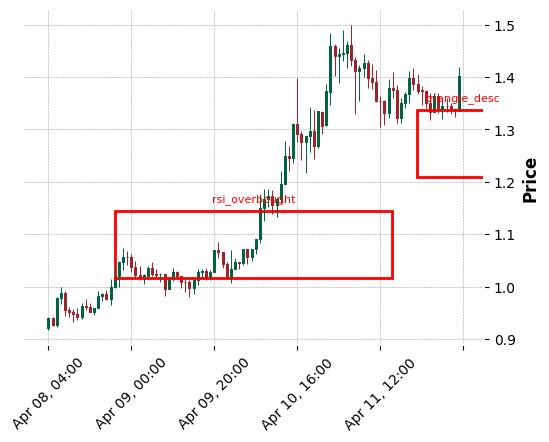 1.5
1.4
triangle_desc
1.3
Price
1.2
rsi_overbought
1.1
1.0
0.9
Apr 08, 04:00
Apr 09, 00:00
Apr 09, 20:00
Apr 10, 16:00
Apr 11, 12:00